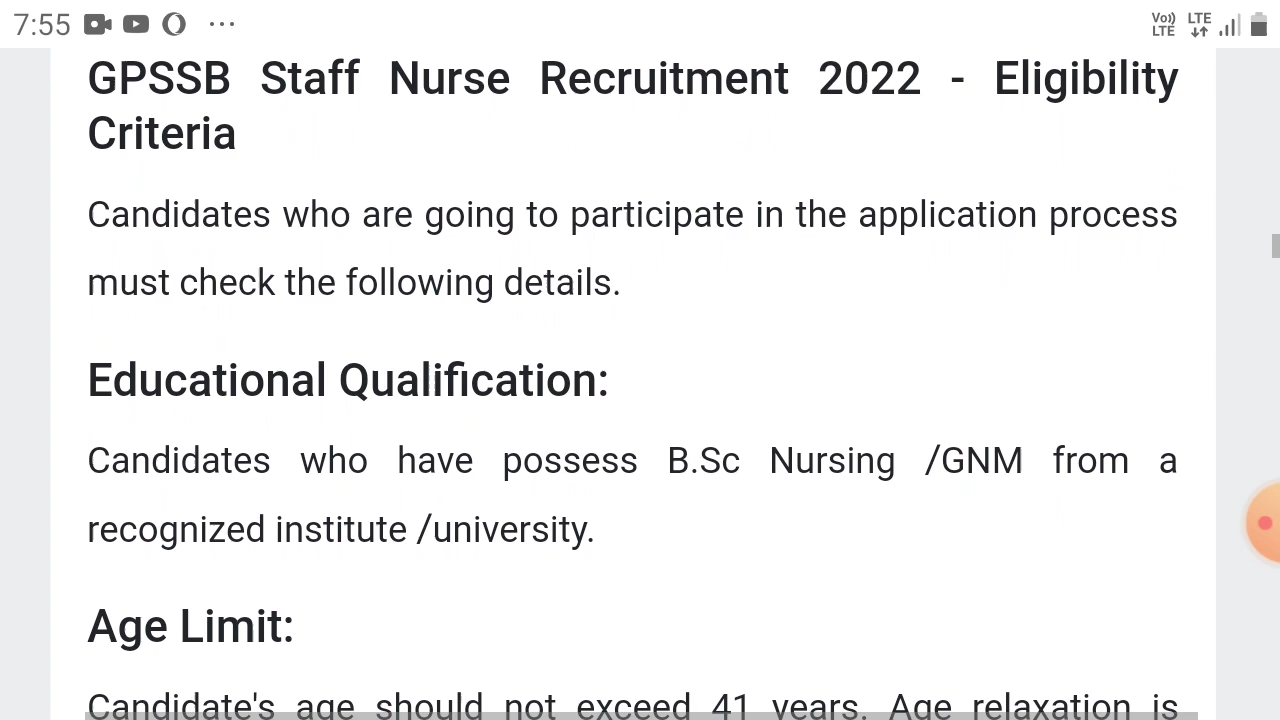 7:55
Vo)) LTE
LTE
GPSSB Staff Nurse Recruitment 2022 - Eligibility
Criteria
Candidates who are going to participate in the application process
must check the following details.
Educational Qualification:
Candidates who have possess B.Sc Nursing /GNM from a
recognized institute /university.
Age Limit:
Candidate's age should not exceed 41 years. Age relaxation is